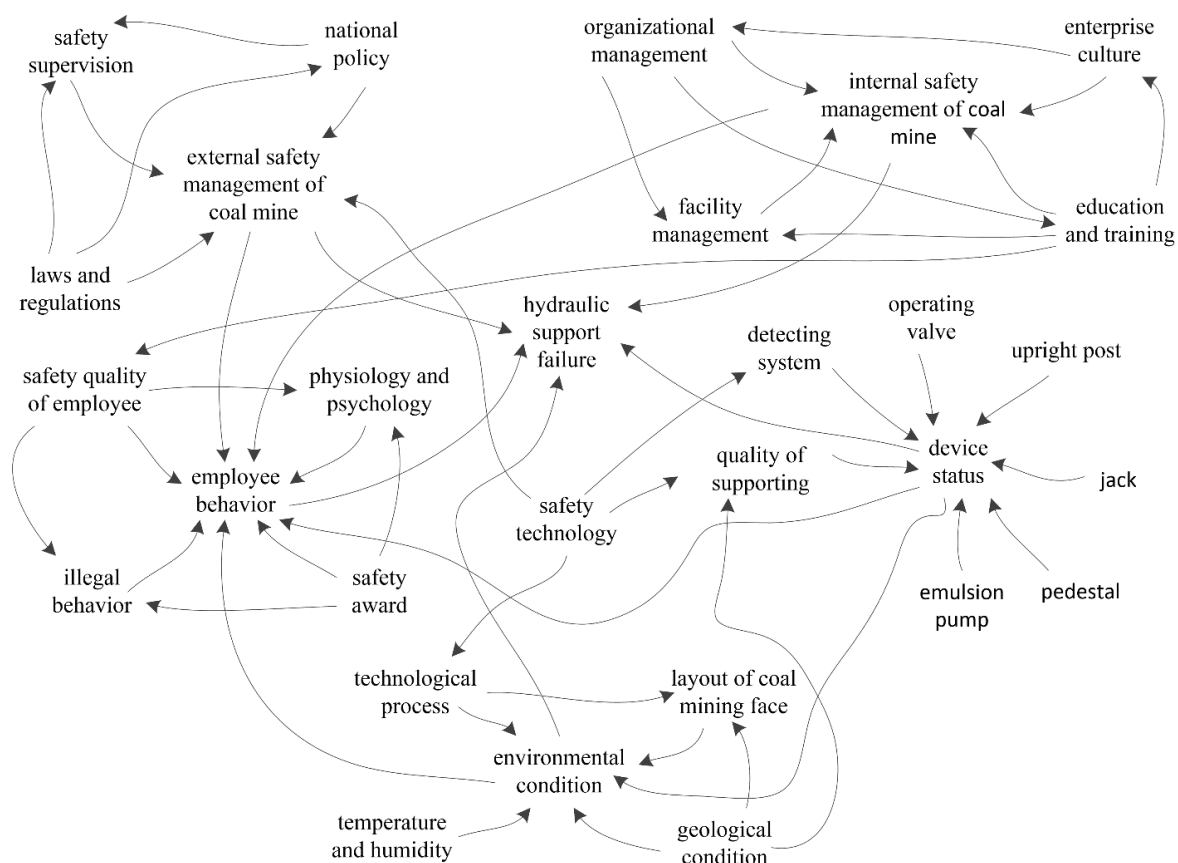 safety
supervision
national
policy
organizational
management
enterprise
culture
internal safety
management of coal
mine
external safety
management of
coal mine
facility
management
education
and training
laws and
regulations
hydraulic
support
failure
operating
valve
detecting
system
upright post
safety quality
of employee
physiology and
psychology
employee
behavior
quality of
supporting
device
status
jack
safety
technology
illegal
behavior
safety
award
emulsion
pump
pedestal
technological
process
layout of coal
mining face
environmental
condition
temperature
and humidity
geological
condition